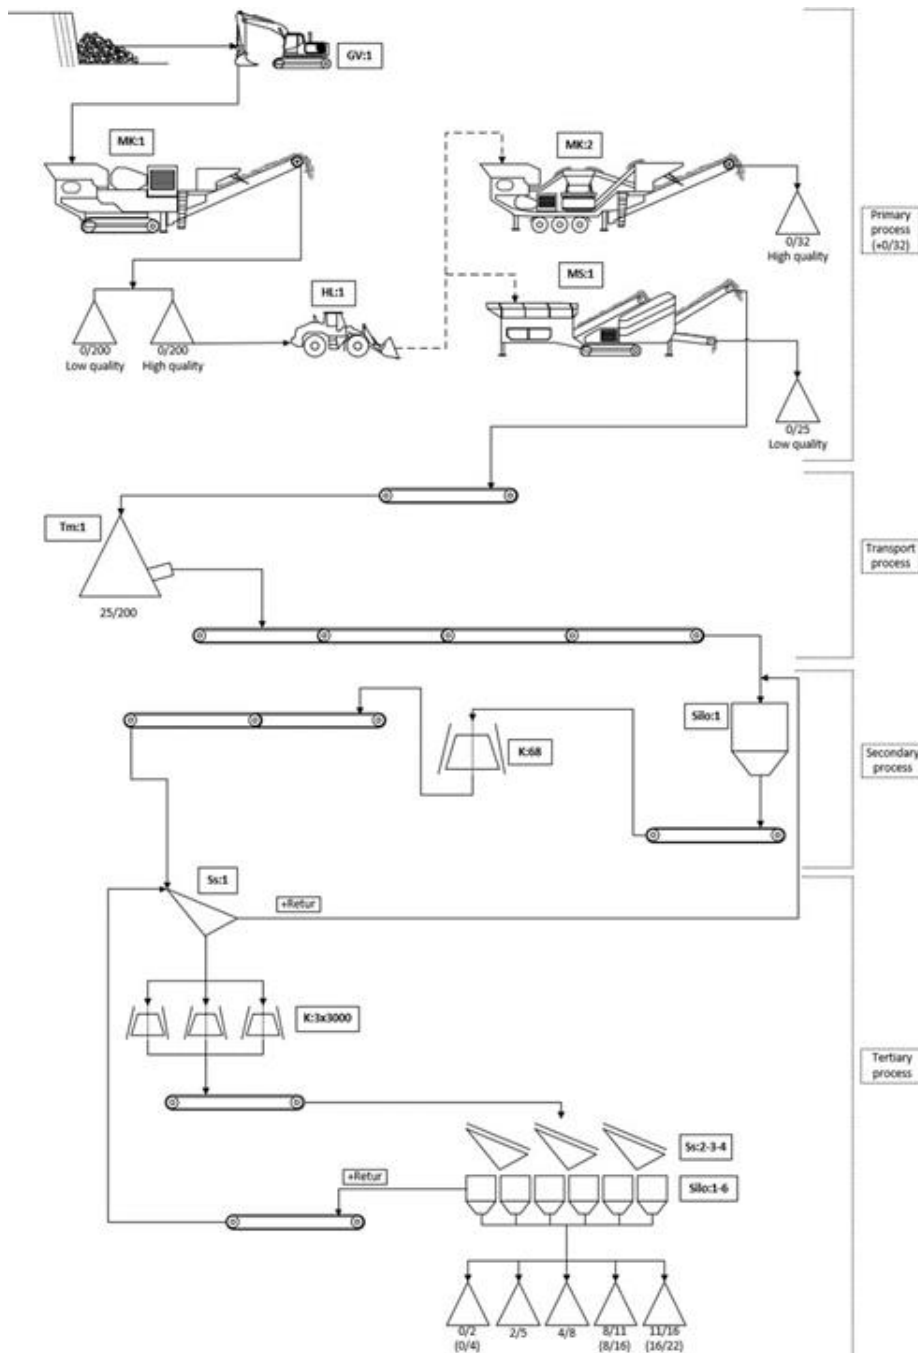 GV:1
MK:1
MK:2
0/32
High quality
Primary
process
(+0/32)
HL:1
MS:1
0/200
Low quality
0/200
High quality
0/25
Low quality
Tm:1
25/200
Transport
process
Silo:1
K:68
Secondary
process
Ss:1
+Retur
K:3x3000
Tertiary
process
Ss:2-3-4
+Retur
Silo:1-6
0/2
(0/4)
2/5
4/8
8/11
(8/16)
11/16
(16/22)